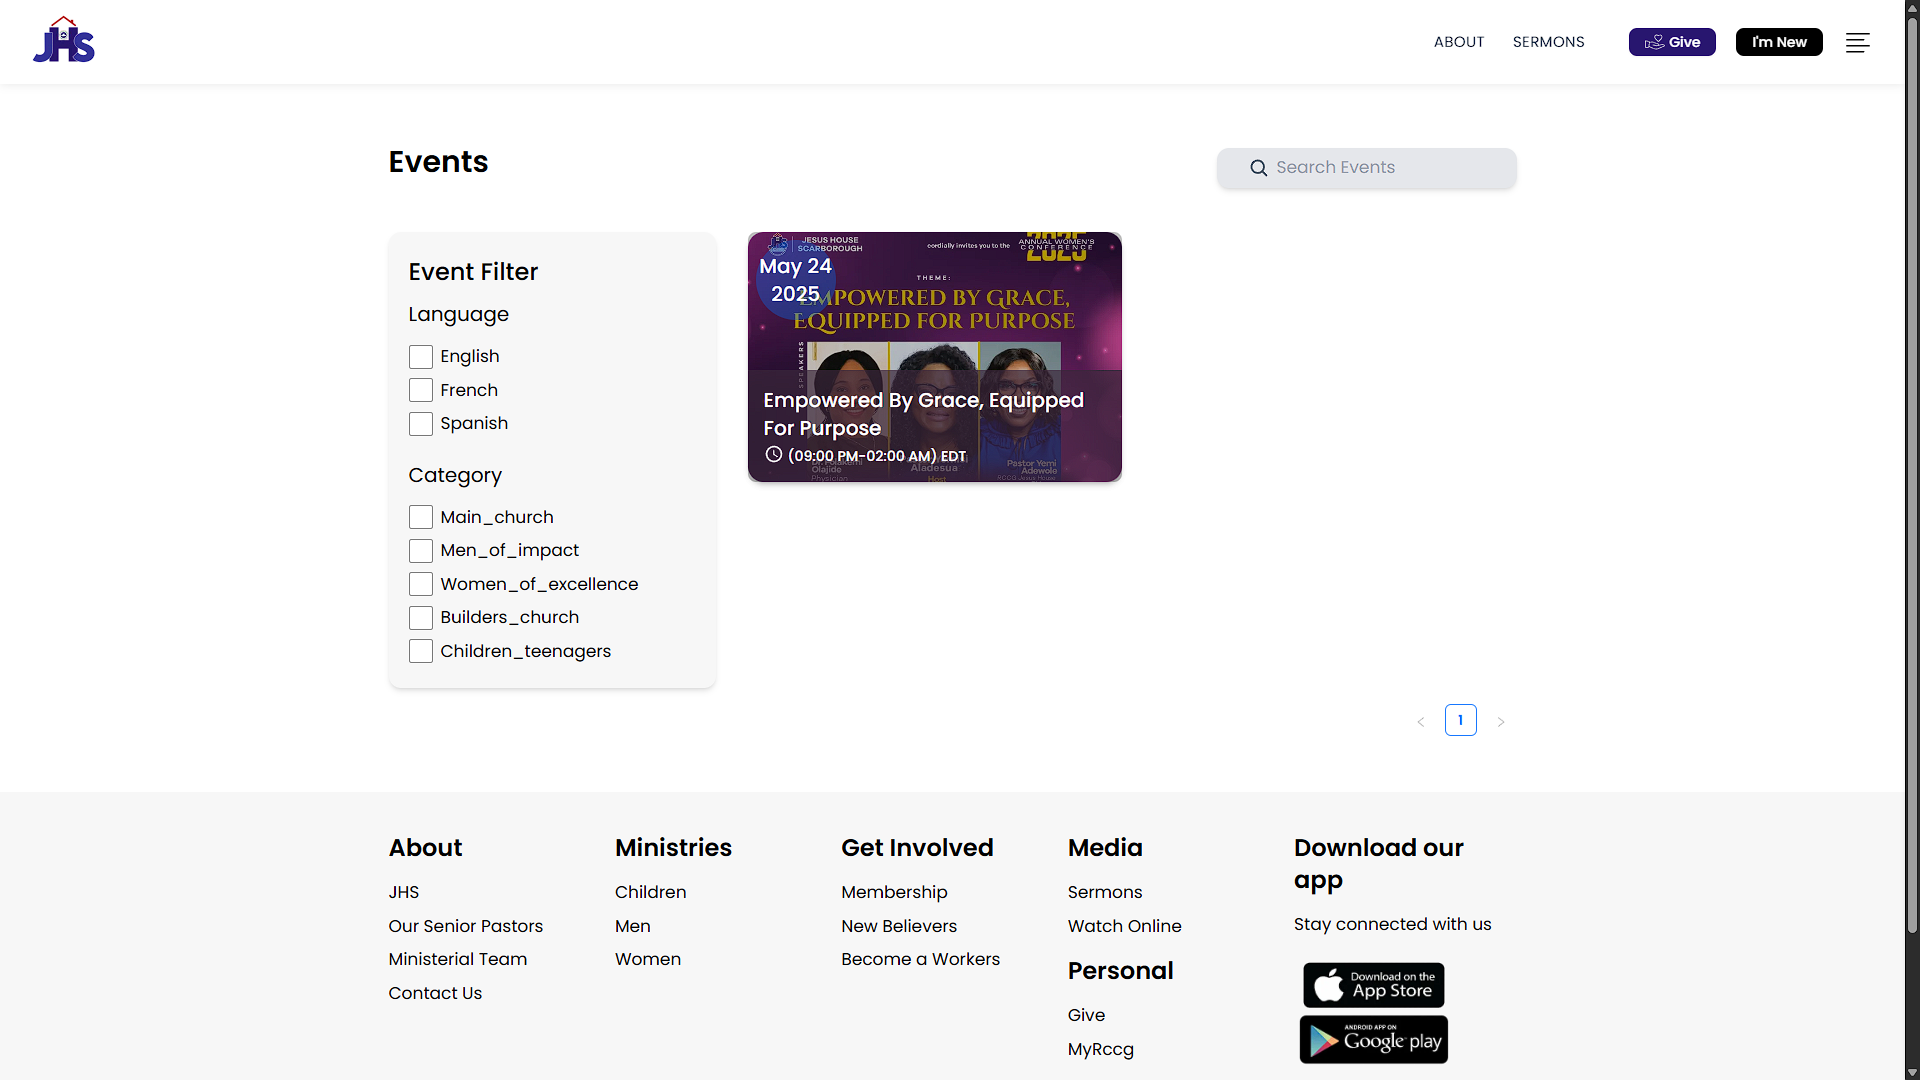 JHS
ABOUT
SERMONS
Give
I'm New
Events
Search Events
Event Filter
Language
English
French
Spanish
Category
Main_church
Men_of_impact
Women_of_excellence
Builders_church
Children_teenagers
JESUS HOUSE
SCARBOROUGH
cordially invites you to the
ANNUAL WOMEN'S
CONFERENCE
2025
May 24
2025
THEME:
EMPOWERED BY GRACE,
EQUIPPED FOR PURPOSE
SPEAKERS
Empowered By Grace, Equipped
For Purpose
(09:00 PM-02:00 AM) EDT
Olajide
Physician
Aladesua
Host
Pastor Yemi
Adewole
RCCG Jesus House
<
1
>
About
JHS
Our Senior Pastors
Ministerial Team
Contact Us
Ministries
Children
Men
Women
Get Involved
Membership
New Believers
Become a Workers
Media
Sermons
Watch Online
Personal
Give
MyRccg
Download our
app
Stay connected with us
Download on the
App Store
ANDROID APP ON
Google play